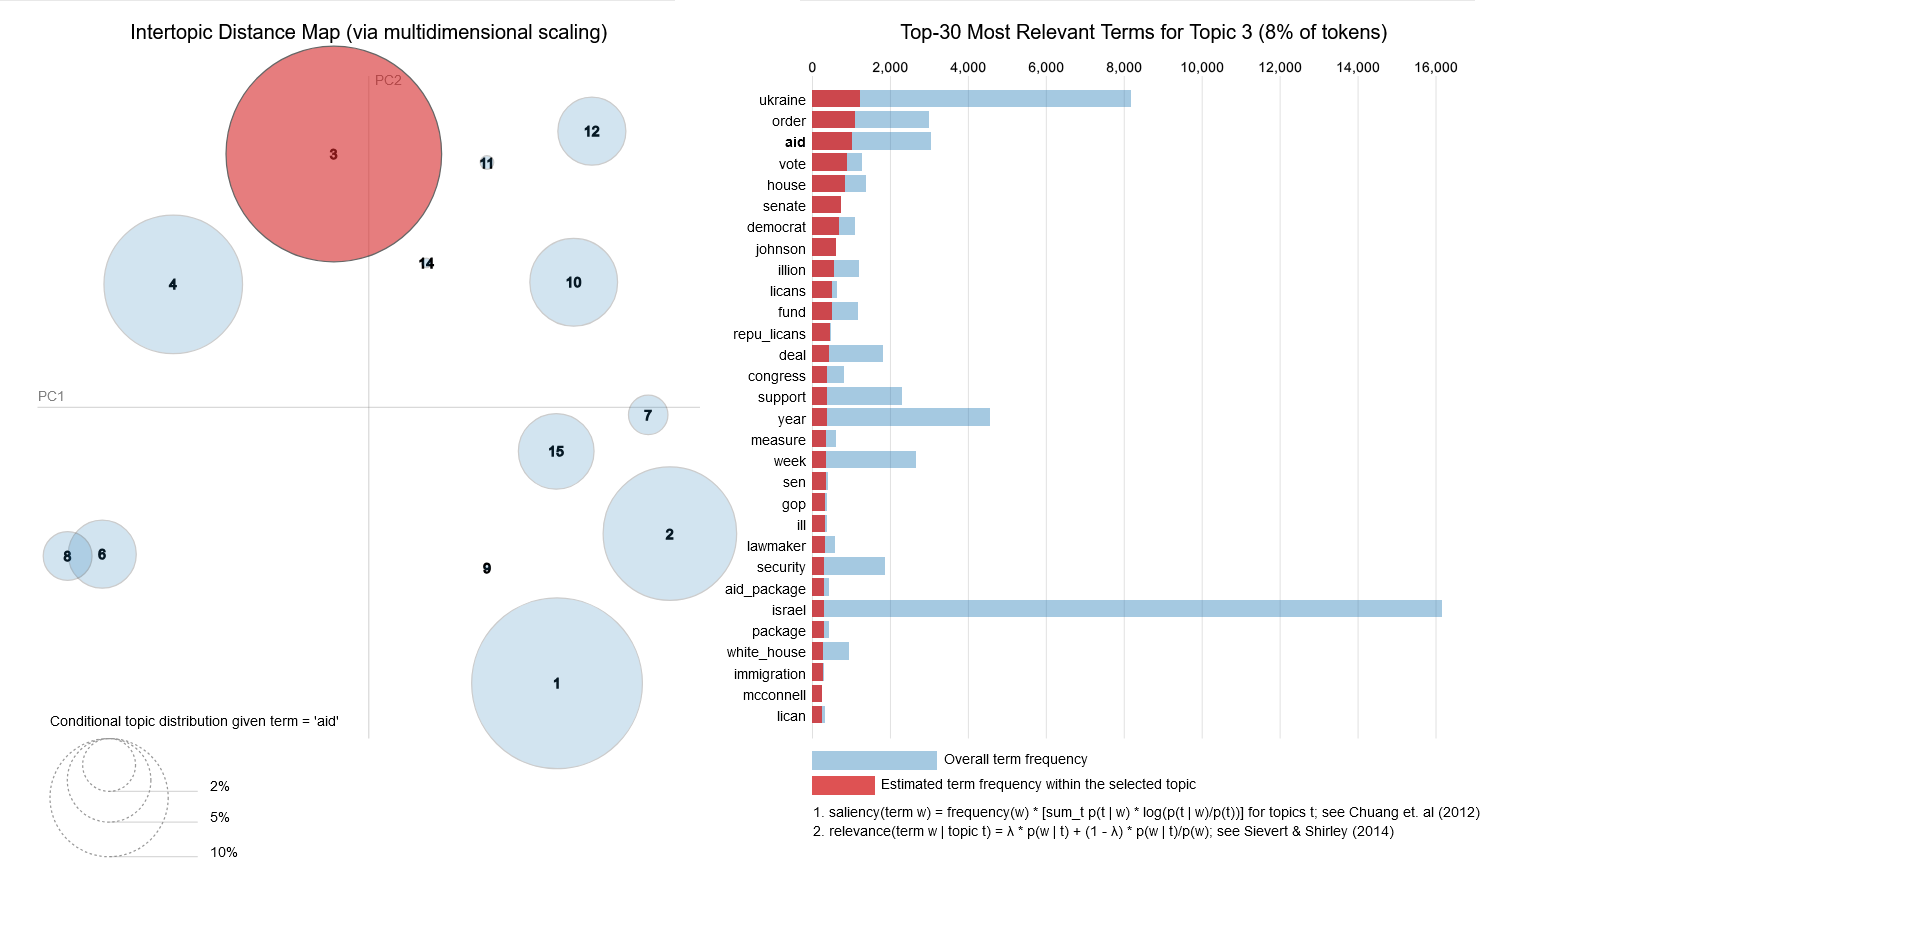 Intertopic Distance Map (via multidimensional scaling)
PC2
3
12
11
14
4
10
PC1
7
15
2
8
6
9
1
Conditional topic distribution given term = 'aid'
2%
5%
10%
Top-30 Most Relevant Terms for Topic 3 (8% of tokens)
0 2,000 4,000 6,000 8,000 10,000 12,000 14,000 16,000
ukraine
order
aid
vote
house
senate
democrat
johnson
illion
licans
fund
repu_licans
deal
congress
support
year
measure
week
sen
gop
ill
lawmaker
security
aid_package
israel
package
white_house
immigration
mcconnell
lican
Overall term frequency
Estimated term frequency within the selected topic
1. saliency(term w) = frequency(w) * [sum_t p(t | w) * log(p(t | w)/p(t))] for topics t; see Chuang et. al (2012)
2. relevance(term w | topic t) = λ * p(w | t) + (1 - λ) * p(w | t)/p(w); see Sievert & Shirley (2014)